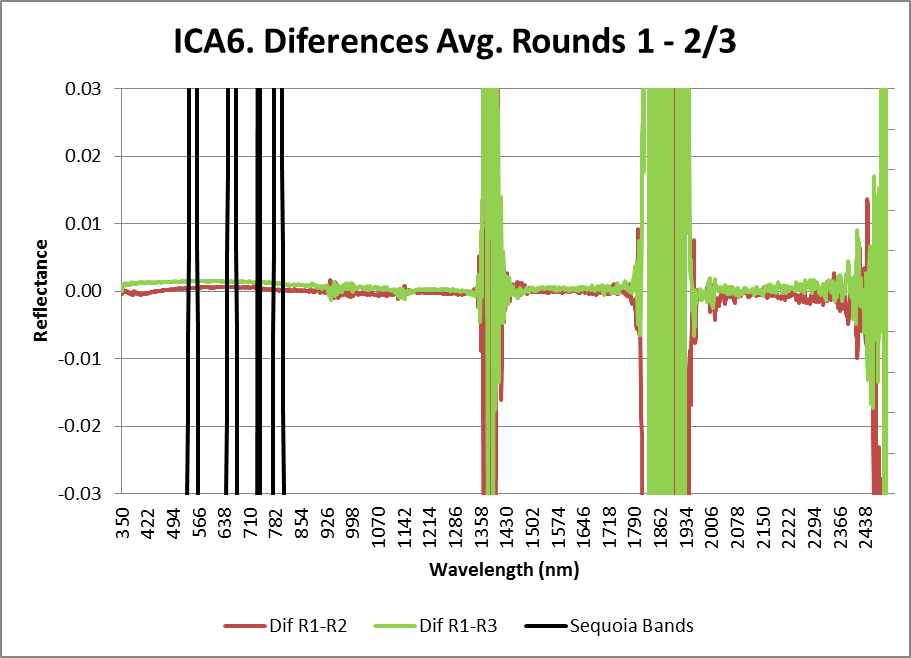 ICA6. Diferences Avg. Rounds 1 - 2/3
0.03
0.02
0.01
0.00
-0.01
-0.02
-0.03
Reflectance
350 422 494 566 638 710 782 854 926 998 1070 1142 1214 1286 1358 1430 1502 1574 1646 1718 1790 1862 1934 2006 2078 2150 2222 2294 2366 2438
Wavelength (nm)
Dif R1-R2 Dif R1-R3 Sequoia Bands